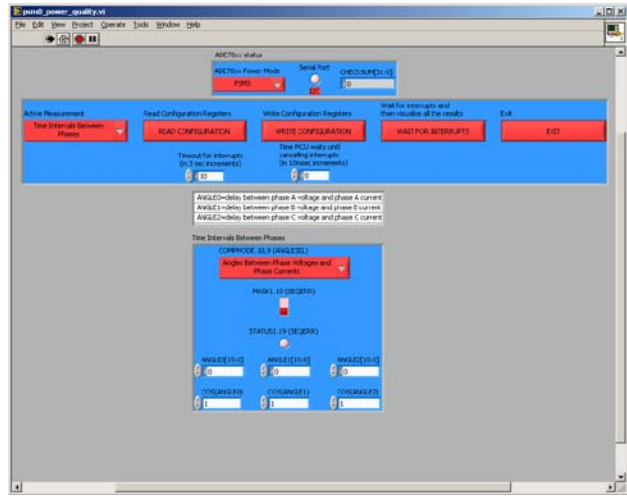 psm0_power_quality.vi
File Edit View Project Operate Tools Window Help
ADE78xx status
ADE78xx Power Mode
Serial Port
CHECKSUM[31:0]
PSM3
0
Active Measurement
Read Configuration Registers
Write Configuration Registers
Wait for interrupts and
then visualize all the results
Exit
Time Intervals Between
Phases
READ CONFIGURATION
WRITE CONFIGURATION
WAIT FOR INTERRUPTS
EXIT
Timeout for interrupts
(in 3 sec increments)
10
Time MCU waits until
canceling interrupts
(in 10msec increments)
0
ANGLE0=delay between phase A voltage and phase A current
ANGLE1=delay between phase B voltage and phase B current
ANGLE2=delay between phase C voltage and phase C current
Time Intervals Between Phases
COMPMODE.10,9 (ANGLESEL)
Angles Between Phase Voltages and
Phase Currents
MASK1.19 (SEQERR)
STATUS1.19 (SEQERR)
ANGLE0[15:0]
ANGLE1[15:0]
ANGLE2[15:0]
0
0
0
COS(ANGLE0)
COS(ANGLE1)
COS(ANGLE2)
1
1
1